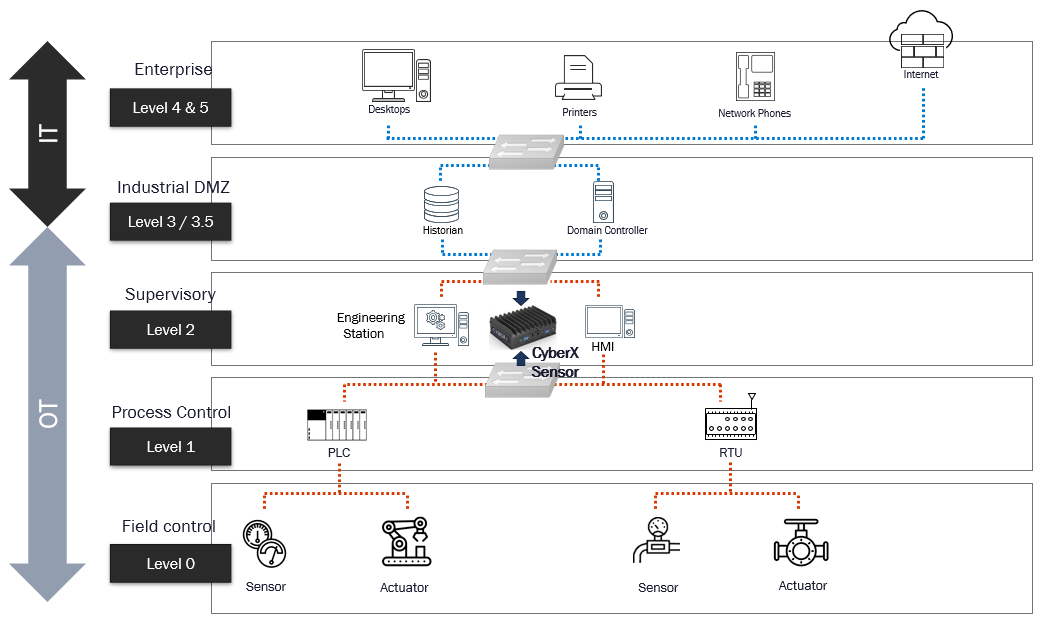 IT
OT
Enterprise
Level 4 & 5
Desktops
Printers
Network Phones
Internet
Industrial DMZ
Level 3 / 3.5
Historian
Domain Controller
Supervisory
Level 2
Engineering
Station
CyberX
Sensor
HMI
Process Control
Level 1
PLC
RTU
Field control
Level 0
Sensor
Actuator
Sensor
Actuator